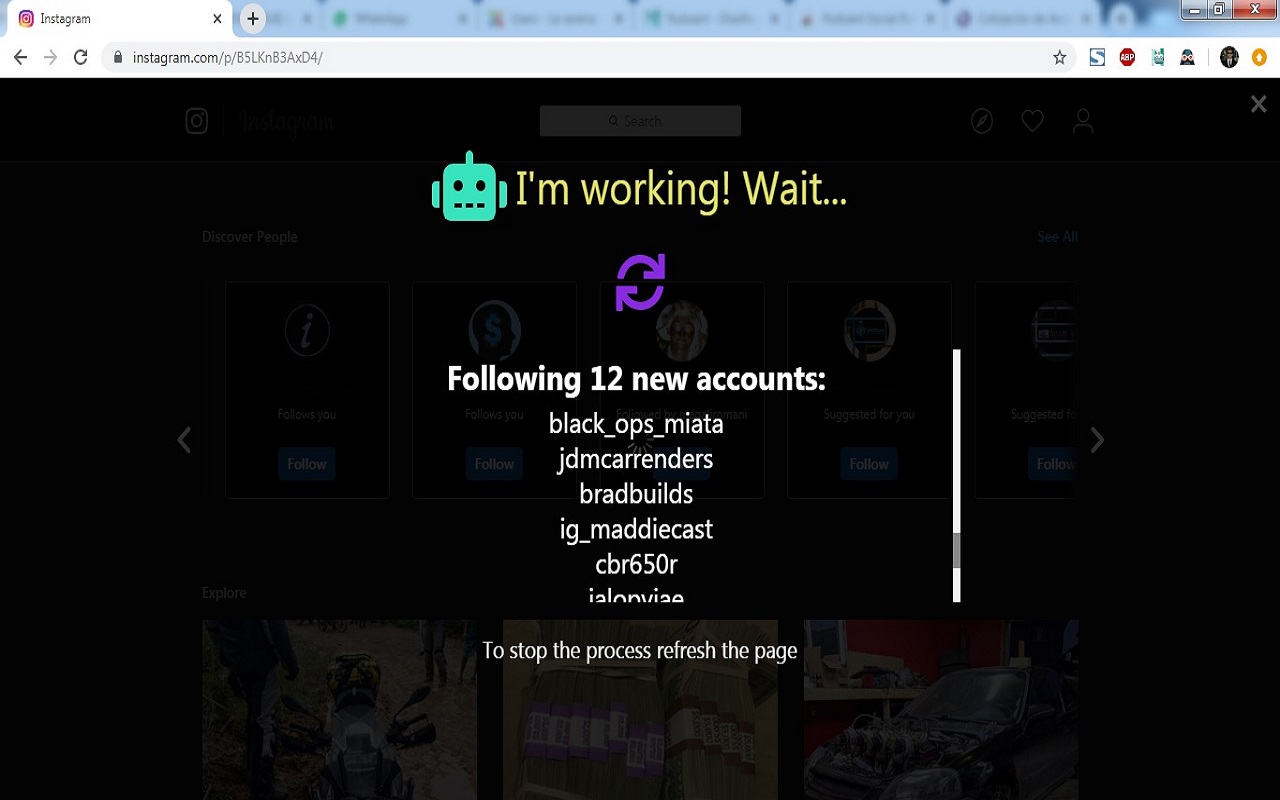 Instagram
WhatsApp
instagram.com/p/B5LKnB3AxD4/
ABP
Instagram
Search
I'm working! Wait...
Discover People
See All
Following 12 new accounts:
Follows you
Follows you
Followed by
Suggested for you
Suggested fo
black_ops_miata
jdmcarrenders
Follow
Follow
Follow
Follow
bradbuilds
ig_maddiecast
cbr650r
jalopyjae
Explore
To stop the process refresh the page